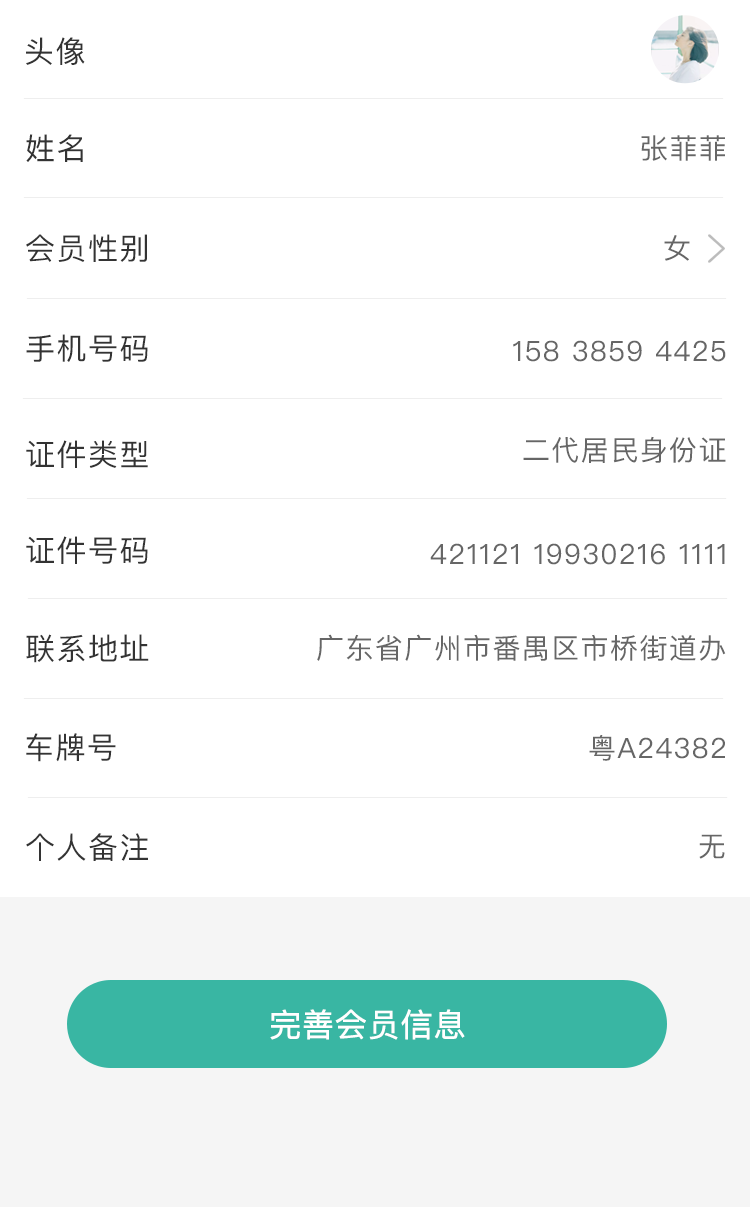 头像
姓名 张菲菲
会员性别 女
手机号码 158 3859 4425
证件类型 二代居民身份证
证件号码 421121 19930216 1111
联系地址 广东省广州市番禺区市桥街道办
车牌号 粤A24382
个人备注 无
完善会员信息